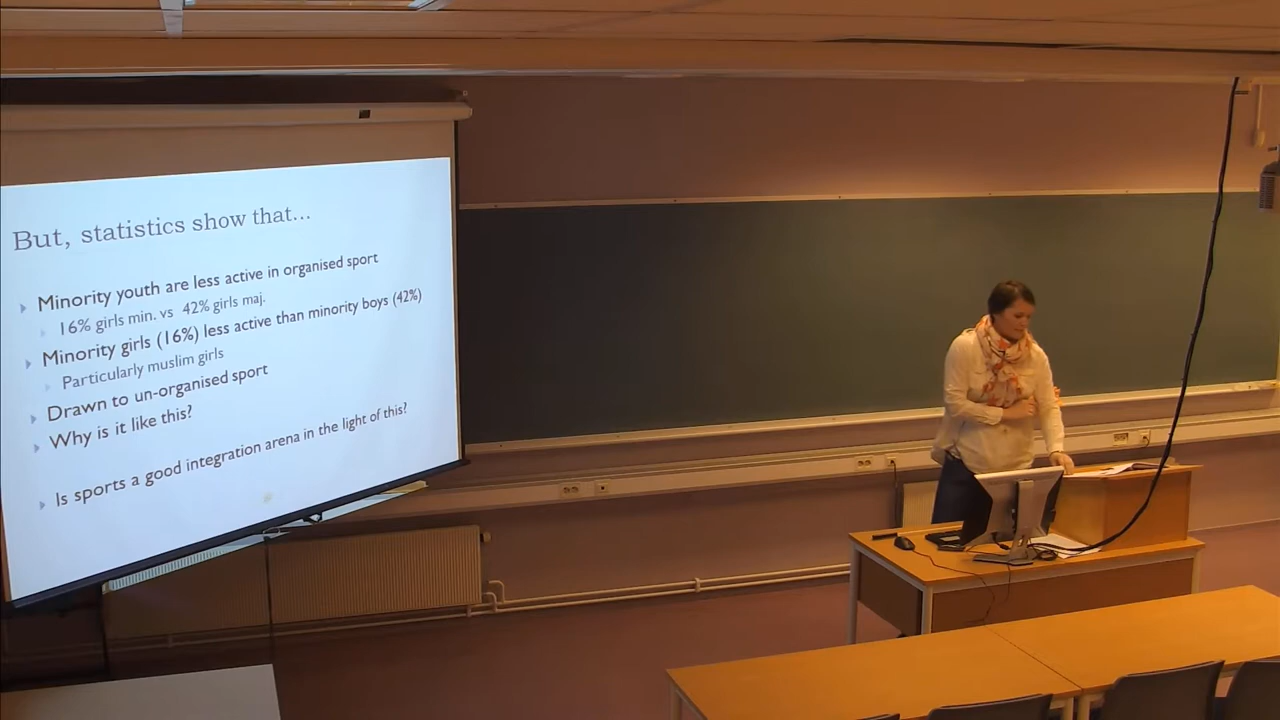 But, statistics show that...
Minority youth are less active in organised sport
16% girls min. vs 42% girls maj.
Minority girls (16%) less active than minority boys (42%)
Particularly muslim girls
Drawn to un-organised sport
Why is it like this?
Is sports a good integration arena in the light of this?